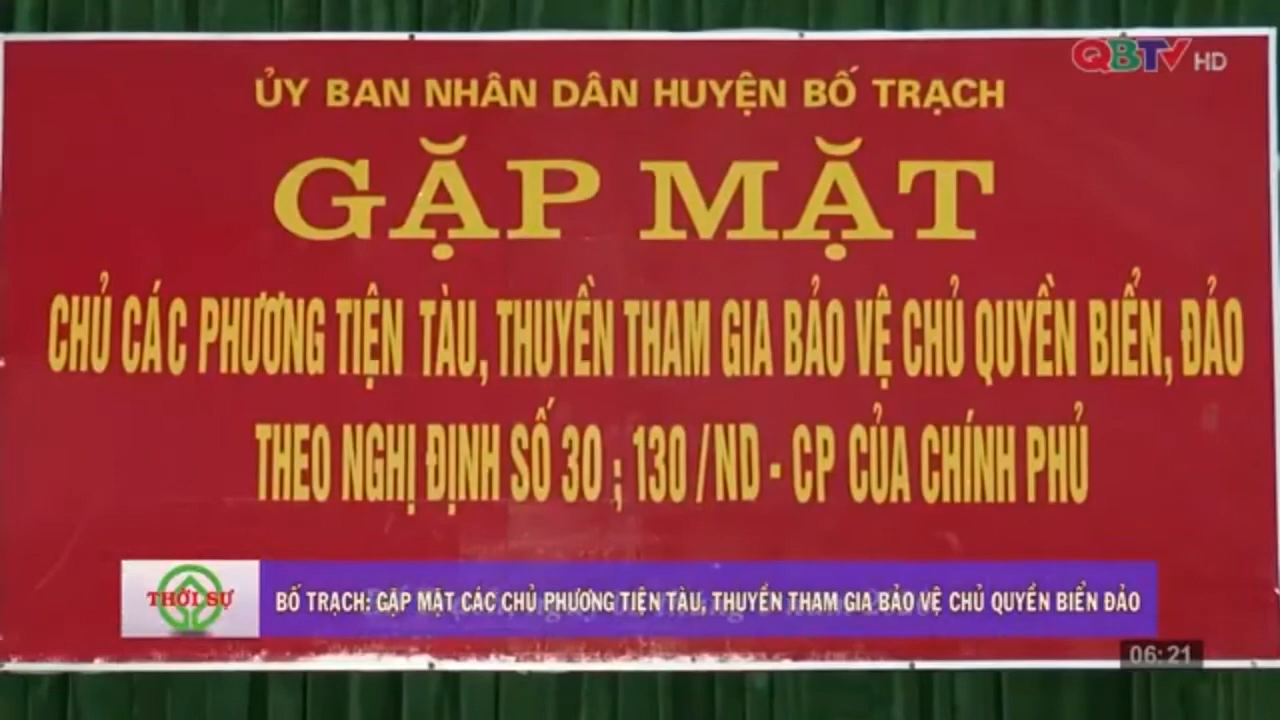 QBTV HD
ỦY BAN NHÂN DÂN HUYỆN BỐ TRẠCH
GẶP MẶT
CHỦ CÁC PHƯƠNG TIỆN TÀU, THUYỀN THAM GIA BẢO VỆ CHỦ QUYỀN BIỂN, ĐẢO
THEO NGHỊ ĐỊNH SỐ 30 ; 130 /ND - CP CỦA CHÍNH PHỦ
THỜI SỰ
BỐ TRẠCH: GẶP MẶT CÁC CHỦ PHƯƠNG TIỆN TÀU, THUYỀN THAM GIA BẢO VỆ CHỦ QUYỀN BIỂN ĐẢO
06:21